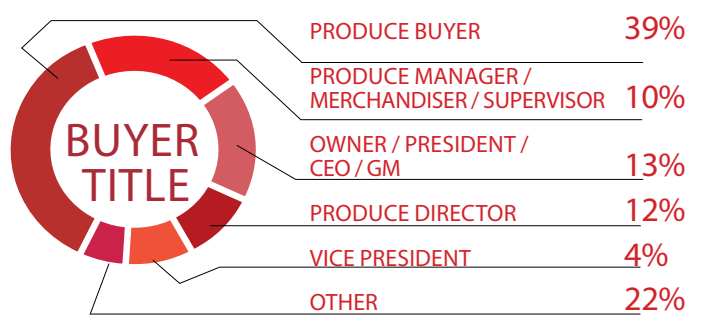 BUYER
TITLE
PRODUCE BUYER 39%
PRODUCE MANAGER /
MERCHANDISER / SUPERVISOR 10%
OWNER / PRESIDENT /
CEO / GM 13%
PRODUCE DIRECTOR 12%
VICE PRESIDENT 4%
OTHER 22%